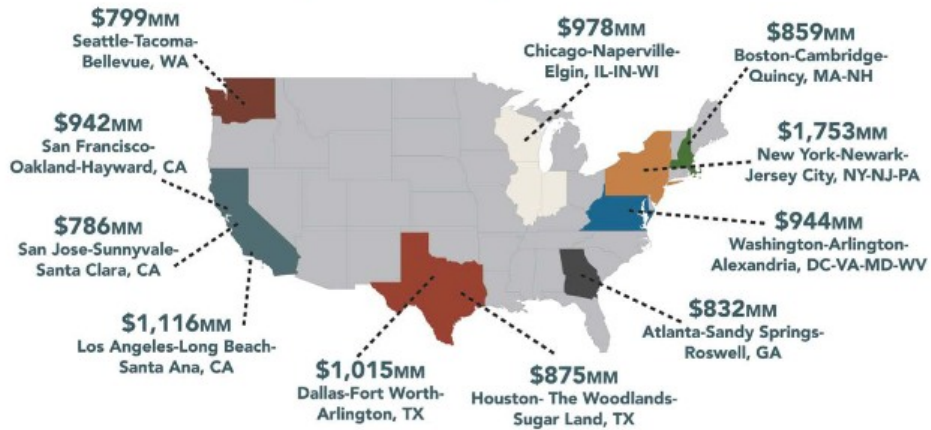 $799MM
Seattle-Tacoma-
Bellevue, WA
$942MM
San Francisco-
Oakland-Hayward, CA
$786MM
San Jose-Sunnyvale-
Santa Clara, CA
$1,116MM
Los Angeles-Long Beach-
Santa Ana, CA
$1,015MM
Dallas-Fort Worth-
Arlington, TX
$875MM
Houston- The Woodlands-
Sugar Land, TX
$978MM
Chicago-Naperville-
Elgin, IL-IN-WI
$859MM
Boston-Cambridge-
Quincy, MA-NH
$1,753MM
New York-Newark-
Jersey City, NY-NJ-PA
$944MM
Washington-Arlington-
Alexandria, DC-VA-MD-WV
$832MM
Atlanta-Sandy Springs-
Roswell, GA